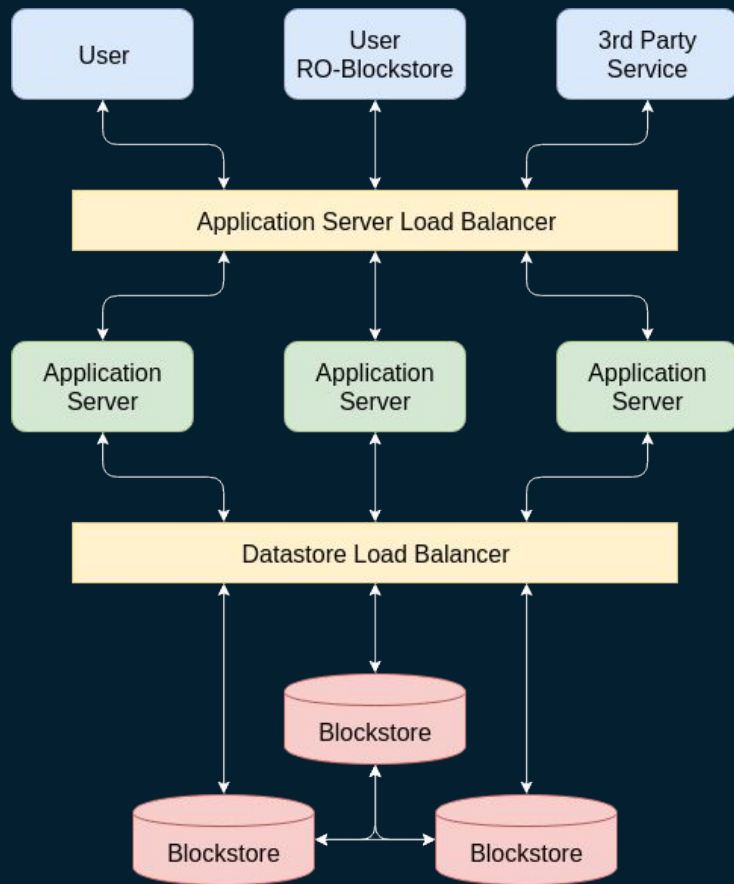 User
User
RO-Blockstore
3rd Party
Service
Application Server Load Balancer
Application
Server
Application
Server
Application
Server
Datastore Load Balancer
Blockstore
Blockstore
Blockstore